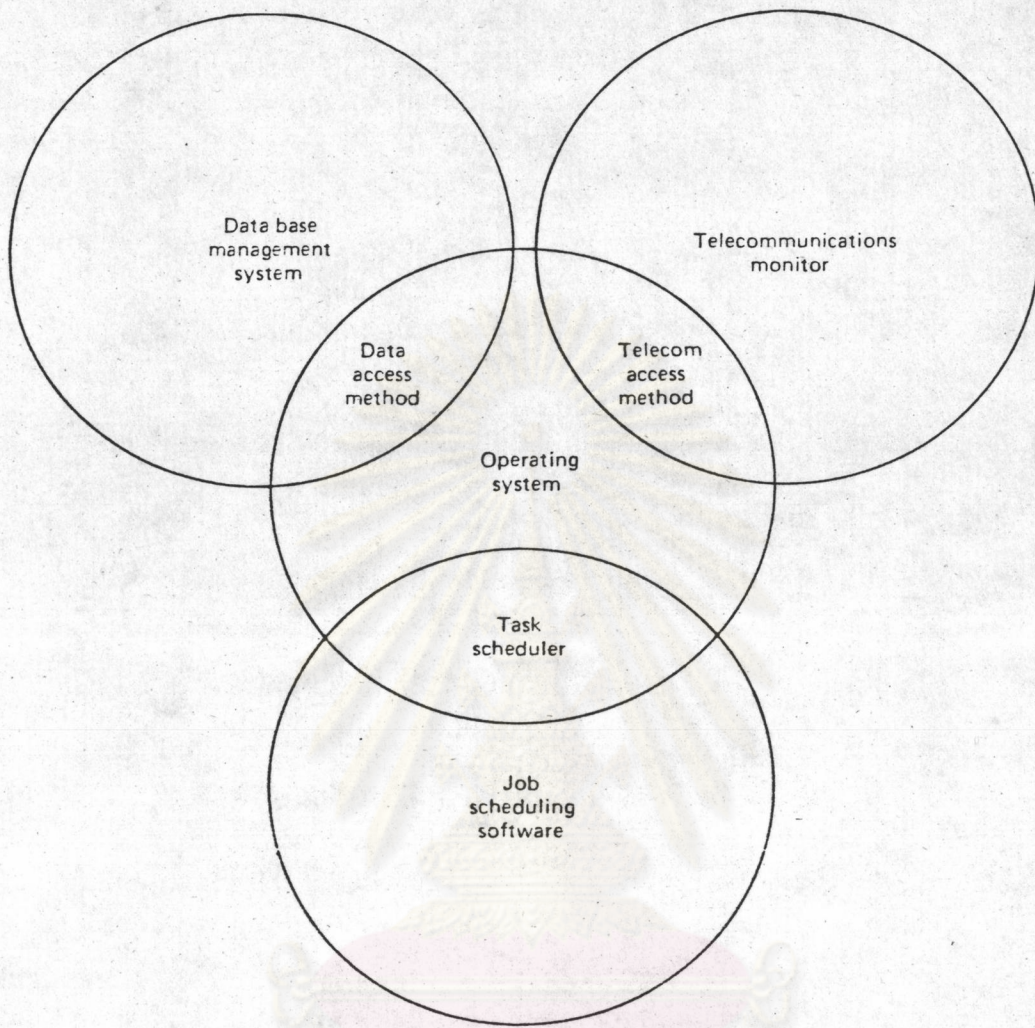 Data base
management
system
Telecommunications
monitor
Data
access
method
Telecom
access
method
Operating
system
Task
scheduler
Job
scheduling
software